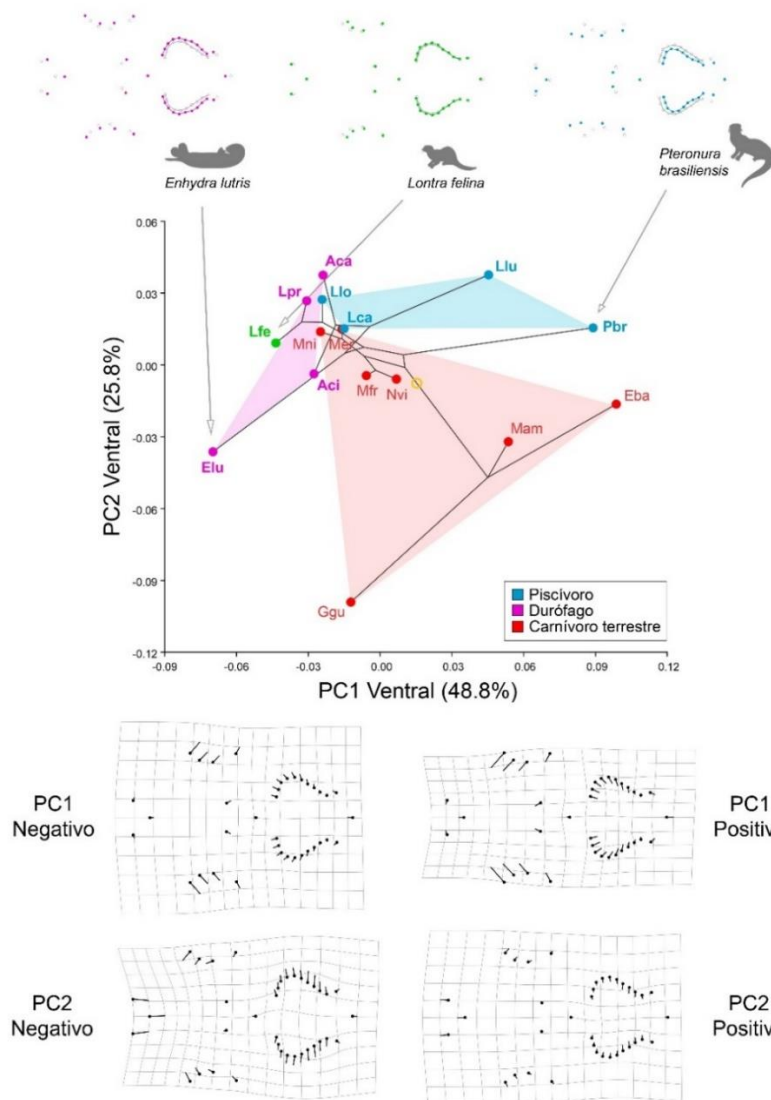 Enhydra lutris
Lontra felina
Pteronura
brasiliensis
0.06
0.03
0.00
-0.03
-0.06
-0.09
-0.12
PC2 Ventral (25.8%)
Aca
Llu
Lpr
Llo
Lca
Pbr
Lfe
Mni
Aci
Mfr
Nvi
Eba
Mam
Elu
Ggu
Piscívoro
Durófago
Carnívoro terrestre
-0.09
-0.06
-0.03
0.00
0.03
0.06
0.09
0.12
PC1 Ventral (48.8%)
PC1
Negativo
PC1
Positiv
PC2
Negativo
PC2
Positiv